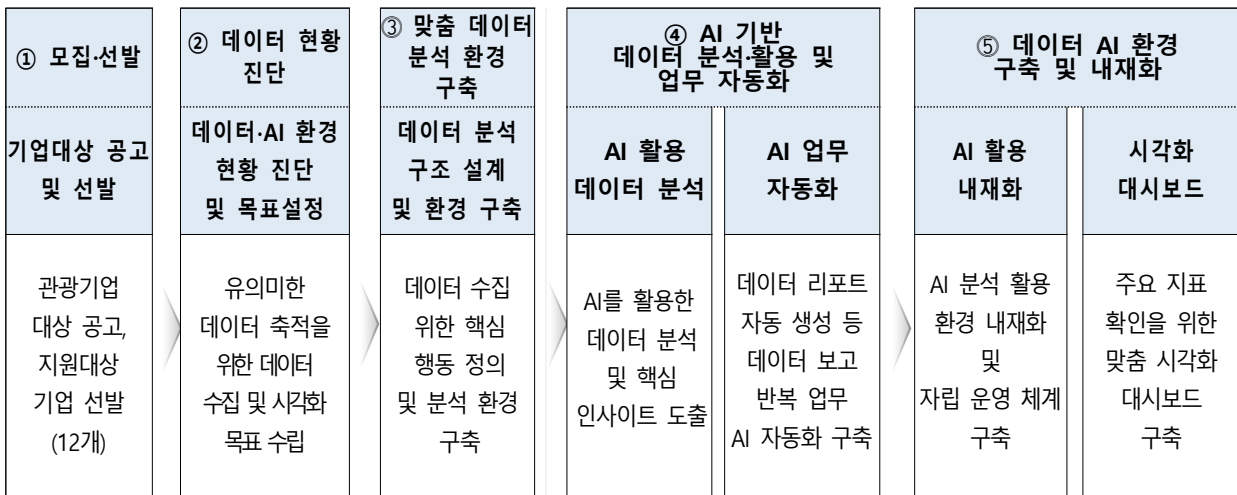 ① 모집·선발
기업대상 공고
및 선발
관광기업
대상 공고,
지원대상
기업 선발
(12개)
② 데이터 현황
진단
데이터·AI 환경
현황 진단
및 목표설정
유의미한
데이터 축적을
위한 데이터
수집 및 시각화
목표 수립
③ 맞춤 데이터
분석 환경
구축
데이터 분석
구조 설계
및 환경 구축
데이터 수집
위한 핵심
행동 정의
및 분석 환경
구축
④ AI 기반
데이터 분석·활용 및
업무 자동화
AI 활용
데이터 분석
AI를 활용한
데이터 분석
및 핵심
인사이트 도출
AI 업무
자동화
데이터 리포트
자동 생성 등
데이터 보고
반복 업무
AI 자동화 구축
⑤ 데이터 AI 환경
구축 및 내재화
AI 활용
내재화
AI 분석 활용
환경 내재화
및
자립 운영 체계
구축
시각화
대시보드
주요 지표
확인을 위한
맞춤 시각화
대시보드
구축